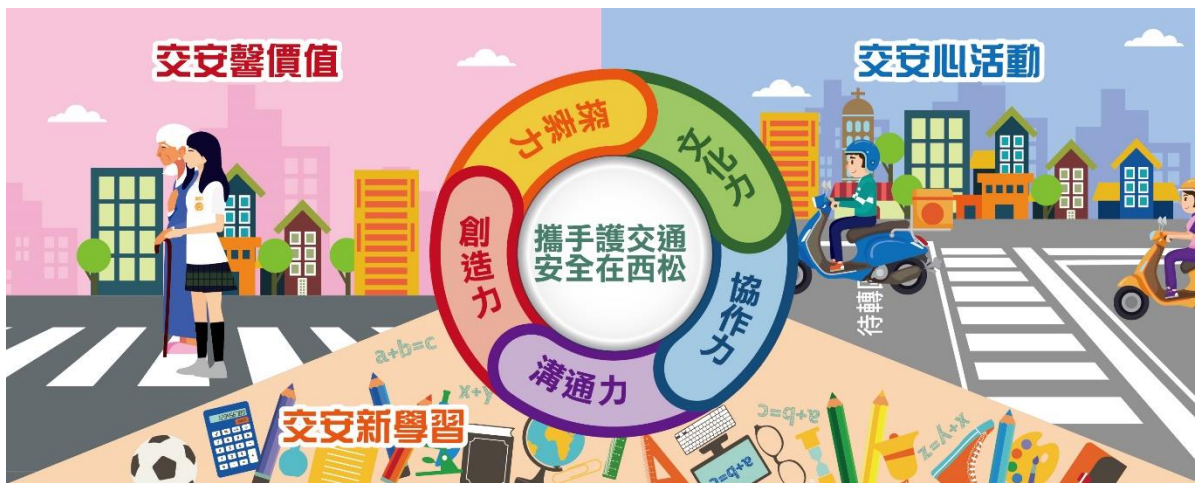 交安馨價值
交安心活動
探索力
文化力
創造力
攜手護交通
安全在西松
協作力
溝通力
待轉
交安新學習
a+b=c
x+y
a+b=c
a+b=c
x+y=z